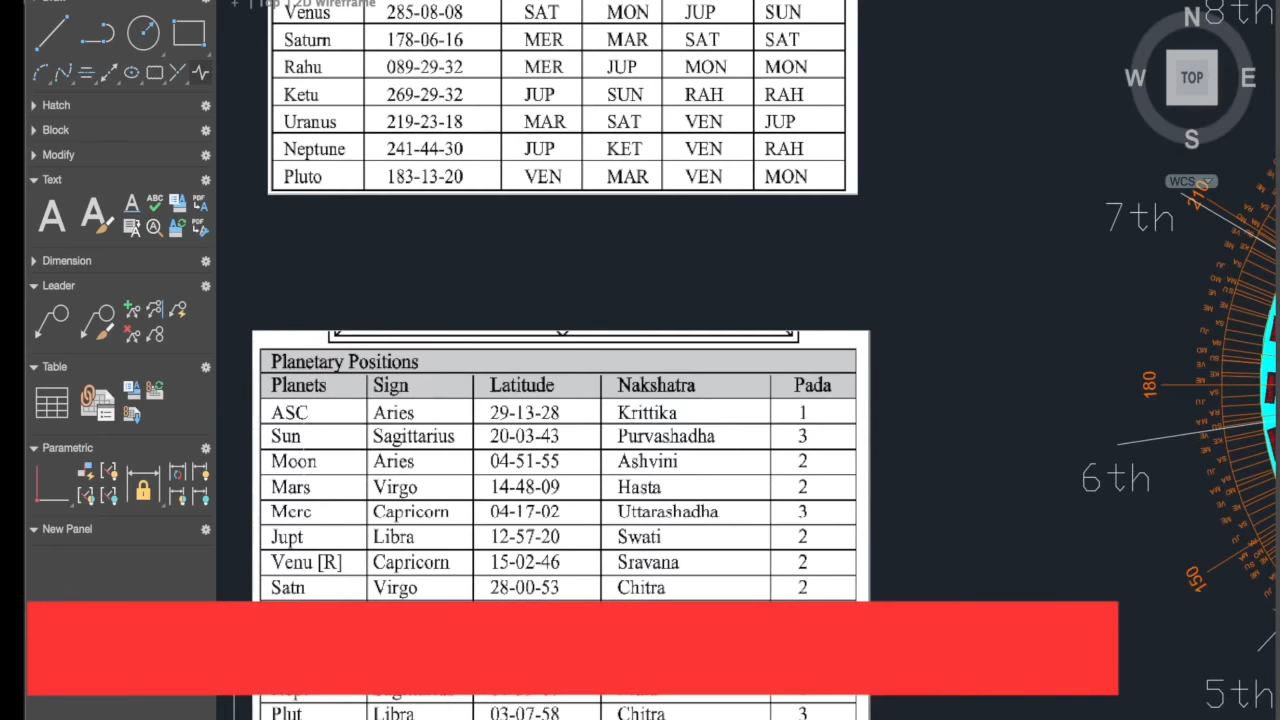 Top
2D Wireframe
Venus 285-08-08 SAT MON JUP SUN
Saturn 178-06-16 MER MAR SAT SAT
Rahu 089-29-32 MER JUP MON MON
Ketu 269-29-32 JUP SUN RAH RAH
Uranus 219-23-18 MAR SAT VEN JUP
Neptune 241-44-30 JUP KET VEN RAH
Pluto 183-13-20 VEN MAR VEN MON
Hatch
Block
Modify
Text
A A A ABC PDF
A PDF
Dimension
Leader
Table
Parametric
New Panel
Planetary Positions
Planets Sign Latitude Nakshatra Pada
ASC Aries 29-13-28 Krittika 1
Sun Sagittarius 20-03-43 Purvashadha 3
Moon Aries 04-51-55 Ashvini 2
Mars Virgo 14-48-09 Hasta 2
Merc Capricorn 04-17-02 Uttarashadha 3
Jupt Libra 12-57-20 Swati 2
Venu [R] Capricorn 15-02-46 Sravana 2
Satn Virgo 28-00-53 Chitra 2
Plut Libra 03-07-58 Chitra 3
8th
N
W TOP E
S
WCS
210
7th
180
6th
150
5th